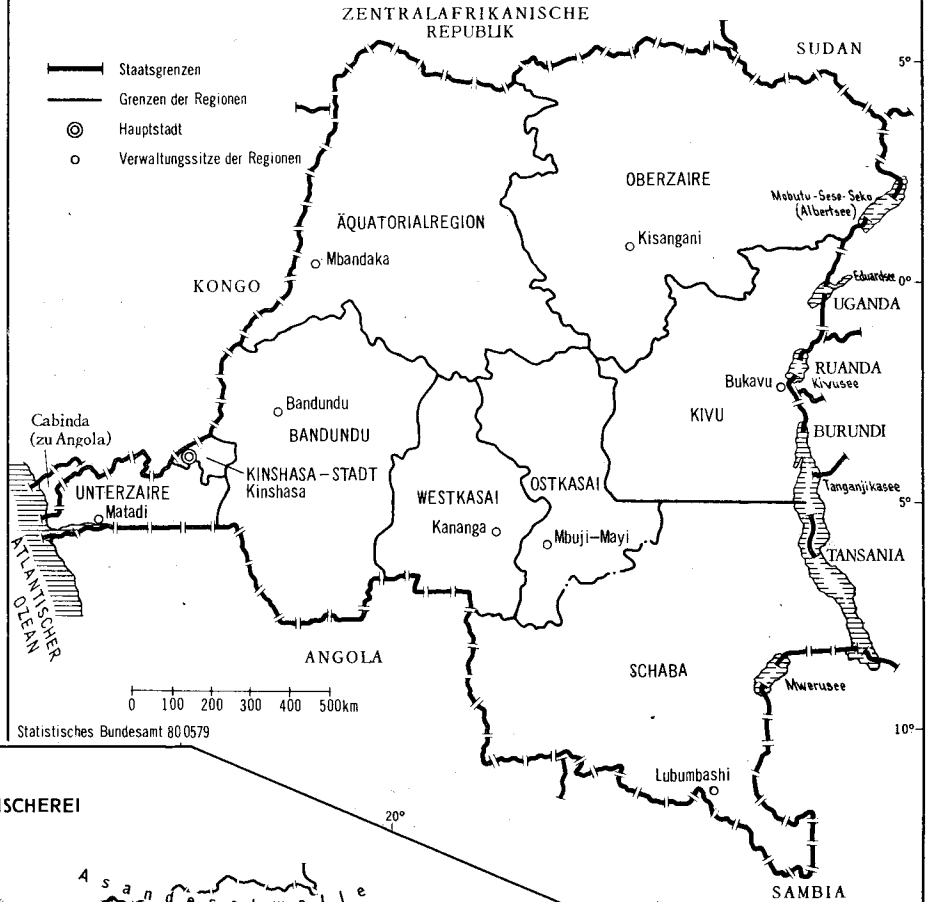 ZENTRALAFRIKANISCHE
REPUBLIK
SUDAN
5°
Staatsgrenzen
Grenzen der Regionen
Hauptstadt
Verwaltungssitze der Regionen
OBERZAIRE
Mobutu-Sese-Seko
(Albertsee)
ÄQUATORIALREGION
Kisangani
Mbandaka
KONGO
Eduardsee
0°
UGANDA
RUANDA
Kivusee
Bukavu
KIVU
Bandundu
BANDUNDU
Cabinda
(zu Angola)
BURUNDI
KINSHASA-STADT
Kinshasa
UNTERZAIRE
Matadi
WESTKASAI
OSTKASAI
Tanganjikasee
5°
Kananga
Mbuji-Mayi
TANSANIA
ATLANTISCHER
OZEAN
ANGOLA
SCHABA
Mwerusee
0 100 200 300 400 500km
Statistisches Bundesamt 80 0579
10°
Lubumbashi
ISCHEREI
20°
SAMBIA